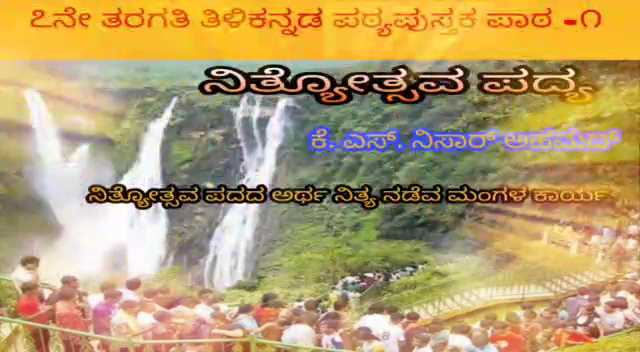 ೭ನೇ ತರಗತಿ ತಿಳಿಕನ್ನಡ ಪಠ್ಯಪುಸ್ತಕ ಪಾಠ -೧
ನಿತ್ಯೋತ್ಸವ ಪದ್ಯ
ಕೆ. ಎಸ್. ನಿಸಾರ್ ಅಹಮದ್
ನಿತ್ಯೋತ್ಸವ ಪದದ ಅರ್ಥ ನಿತ್ಯ ನಡೆವ ಮಂಗಳ ಕಾರ್ಯ